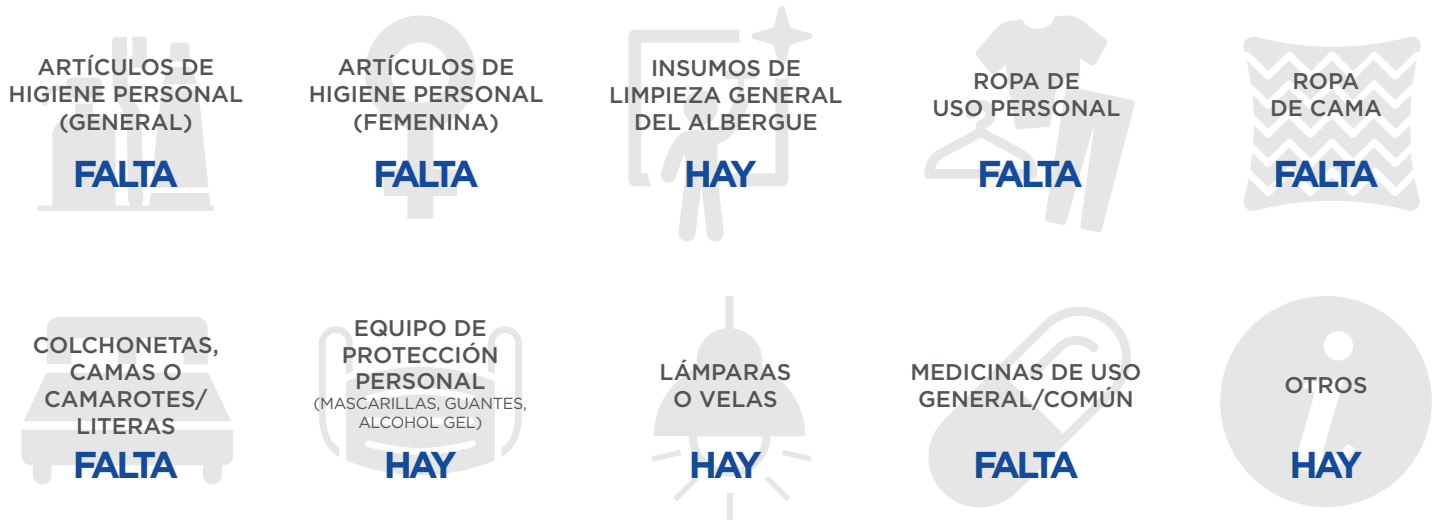 ARTÍCULOS DE
HIGIENE PERSONAL
(GENERAL)
FALTA
ARTÍCULOS DE
HIGIENE PERSONAL
(FEMENINA)
FALTA
INSUMOS DE
LIMPIEZA GENERAL
DEL ALBERGUE
HAY
ROPA DE
USO PERSONAL
FALTA
ROPA
DE CAMA
FALTA
COLCHONETAS,
CAMAS O
CAMAROTES/
LITERAS
FALTA
EQUIPO DE
PROTECCIÓN
PERSONAL
(MASCARILLAS, GUANTES,
ALCOHOL GEL)
HAY
LÁMPARAS
O VELAS
HAY
MEDICINAS DE USO
GENERAL/COMÚN
FALTA
OTROS
HAY